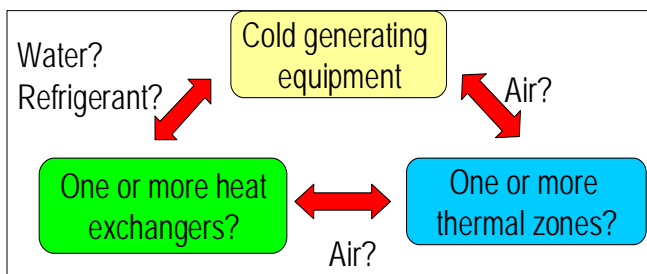 Cold generating
equipment
Water?
Refrigerant?
Air?
One or more heat
exchangers?
Air?
One or more
thermal zones?